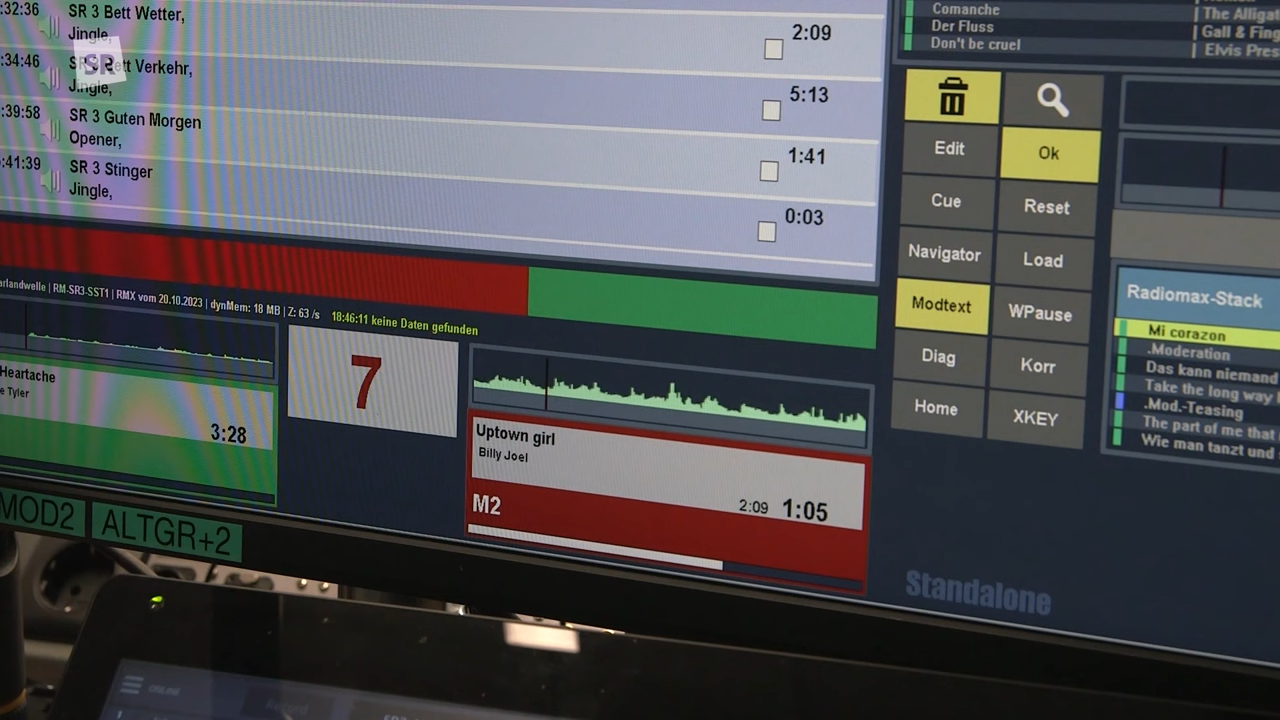 :32:36 SR 3 Bett Wetter,
Jingle,
2:09
:34:46 SR 3 Bett Verkehr,
Jingle,
5:13
:39:58 SR 3 Guten Morgen
Opener,
1:41
:41:39 SR 3 Stinger
Jingle,
0:03
SR
Comanche
Der Fluss
Don't be cruel
The Alligat
Gall & Fing
Elvis Pres
Edit
Ok
Cue
Reset
Navigator
Load
Modtext
WPause
Diag
Korr
Home
XKEY
Radiomax-Stack
Mi corazon
.Moderation
Das kann niemand
Take the long way
.Mod.-Teasing
The part of me that
Wie man tanzt und
arlandwelle | RM-SR3-SST1 | RMX vom 20.10.2023 | dynMem: 18 MB | Z: 63 /s 18:46:11 keine Daten gefunden
Heartache
e Tyler
3:28
7
Uptown girl
Billy Joel
M2 2:09 1:05
Standalone
MOD2 ALTGR+2
ONLINE